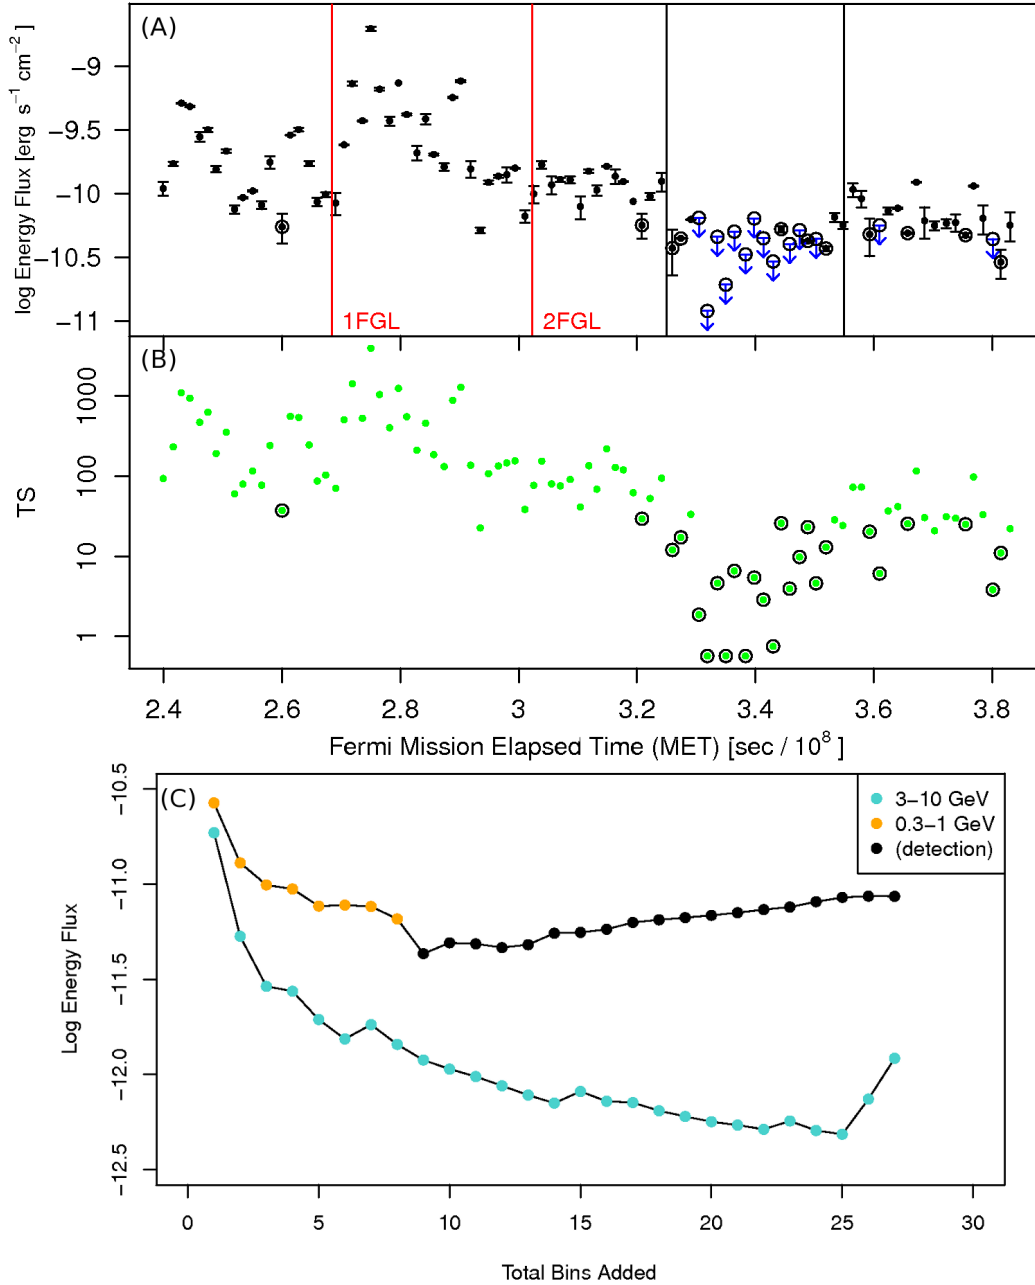 (A)
log Energy Flux [erg s⁻¹ cm⁻²]
−9
−9.5
−10
−10.5
−11
1FGL
2FGL
(B)
TS
1000
100
10
1
2.4
2.6
2.8
3
3.2
3.4
3.6
3.8
Fermi Mission Elapsed Time (MET) [sec / 10⁸ ]
(C)
Log Energy Flux
−10.5
−11.0
−11.5
−12.0
−12.5
3−10 GeV
0.3−1 GeV
(detection)
0
5
10
15
20
25
30
Total Bins Added